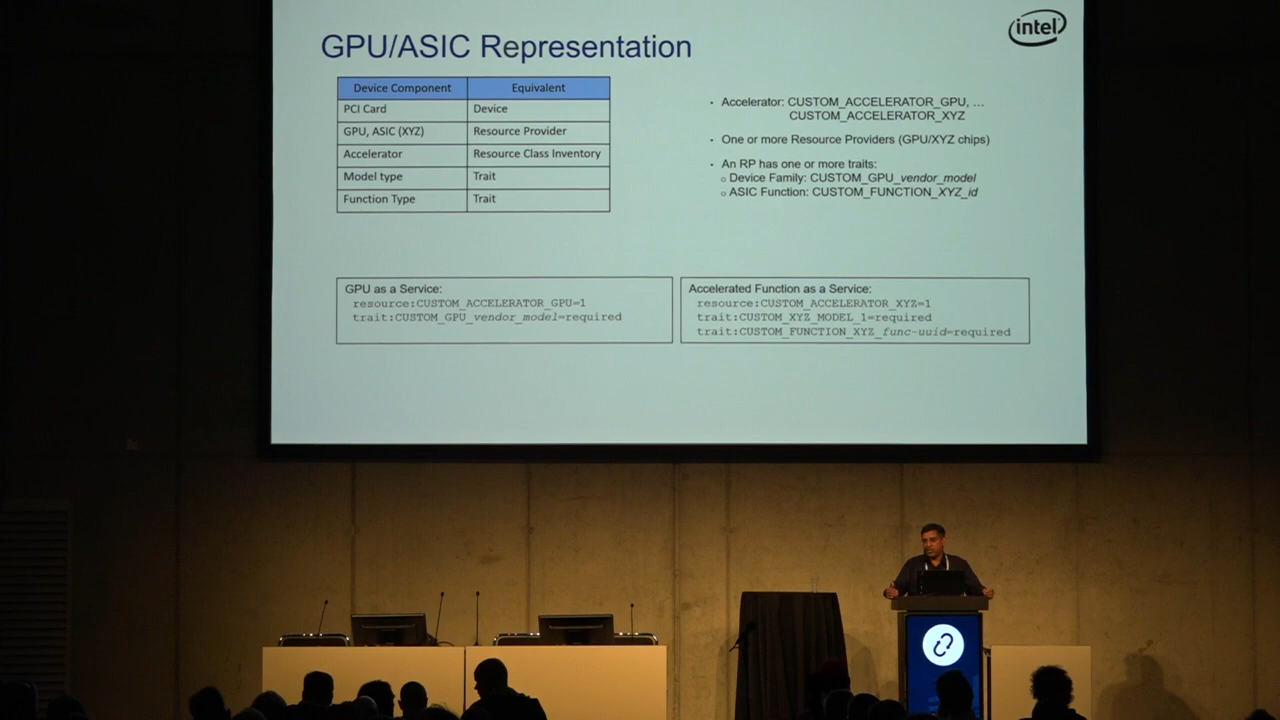 intel
GPU/ASIC Representation
Device Component Equivalent
PCI Card Device
GPU, ASIC (XYZ) Resource Provider
Accelerator Resource Class Inventory
Model type Trait
Function Type Trait
· Accelerator: CUSTOM_ACCELERATOR_GPU, ...
CUSTOM_ACCELERATOR_XYZ
· One or more Resource Providers (GPU/XYZ chips)
· An RP has one or more traits:
o Device Family: CUSTOM_GPU_vendor_model
o ASIC Function: CUSTOM_FUNCTION_XYZ_id
GPU as a Service:
resource:CUSTOM_ACCELERATOR_GPU=1
trait:CUSTOM_GPU_vendor_model=required
Accelerated Function as a Service:
resource:CUSTOM_ACCELERATOR_XYZ=1
trait:CUSTOM_XYZ_MODEL_1=required
trait:CUSTOM_FUNCTION_XYZ_func-uuid=required